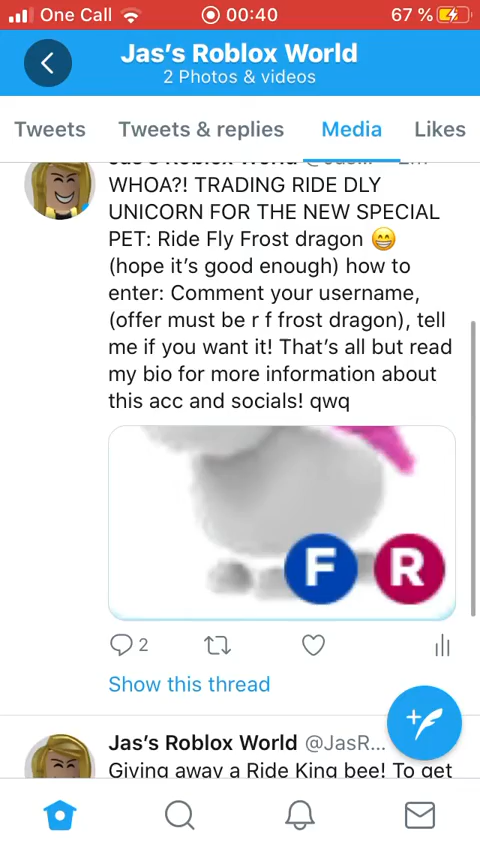 One Call 00:40 67 %
Jas's Roblox World
2 Photos & videos
Tweets Tweets & replies Media Likes
Jas's Roblox World
WHOA?! TRADING RIDE DLY
UNICORN FOR THE NEW SPECIAL
PET: Ride Fly Frost dragon 😁
(hope it's good enough) how to
enter: Comment your username,
(offer must be r f frost dragon), tell
me if you want it! That's all but read
my bio for more information about
this acc and socials! qwq
F R
2
Show this thread
Jas's Roblox World @JasR...
Giving away a Ride King bee! To get